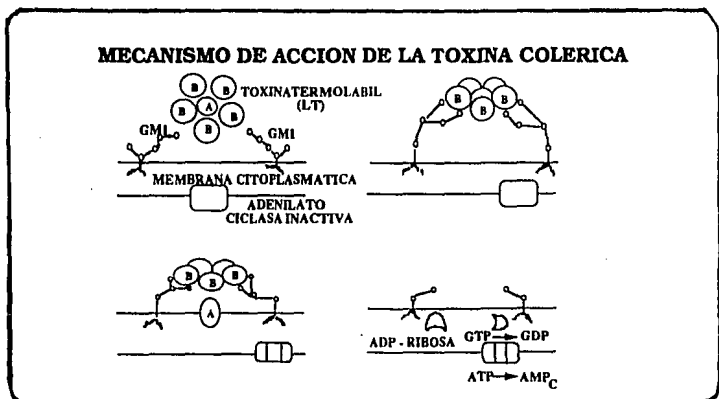 MECANISMO DE ACCION DE LA TOXINA COLERICA
B B
B A B
B
TOXINATERMOLABIL
(LT)
GM1
GM1
MEMBRANA CITOPLASMATICA
ADENILATO
CICLASA INACTIVA
B B
B
B B
B
A
ADP - RIBOSA
GTP → GDP
ATP → AMPC